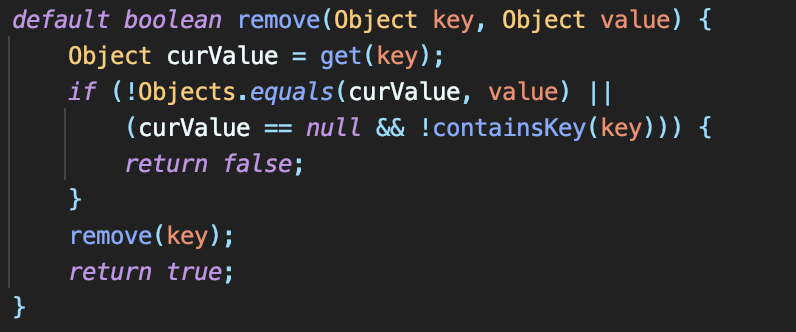 default boolean remove(Object key, Object value) {
    Object curValue = get(key);
    if (!Objects.equals(curValue, value) ||
        (curValue == null && !containsKey(key))) {
        return false;
    }
    remove(key);
    return true;
}